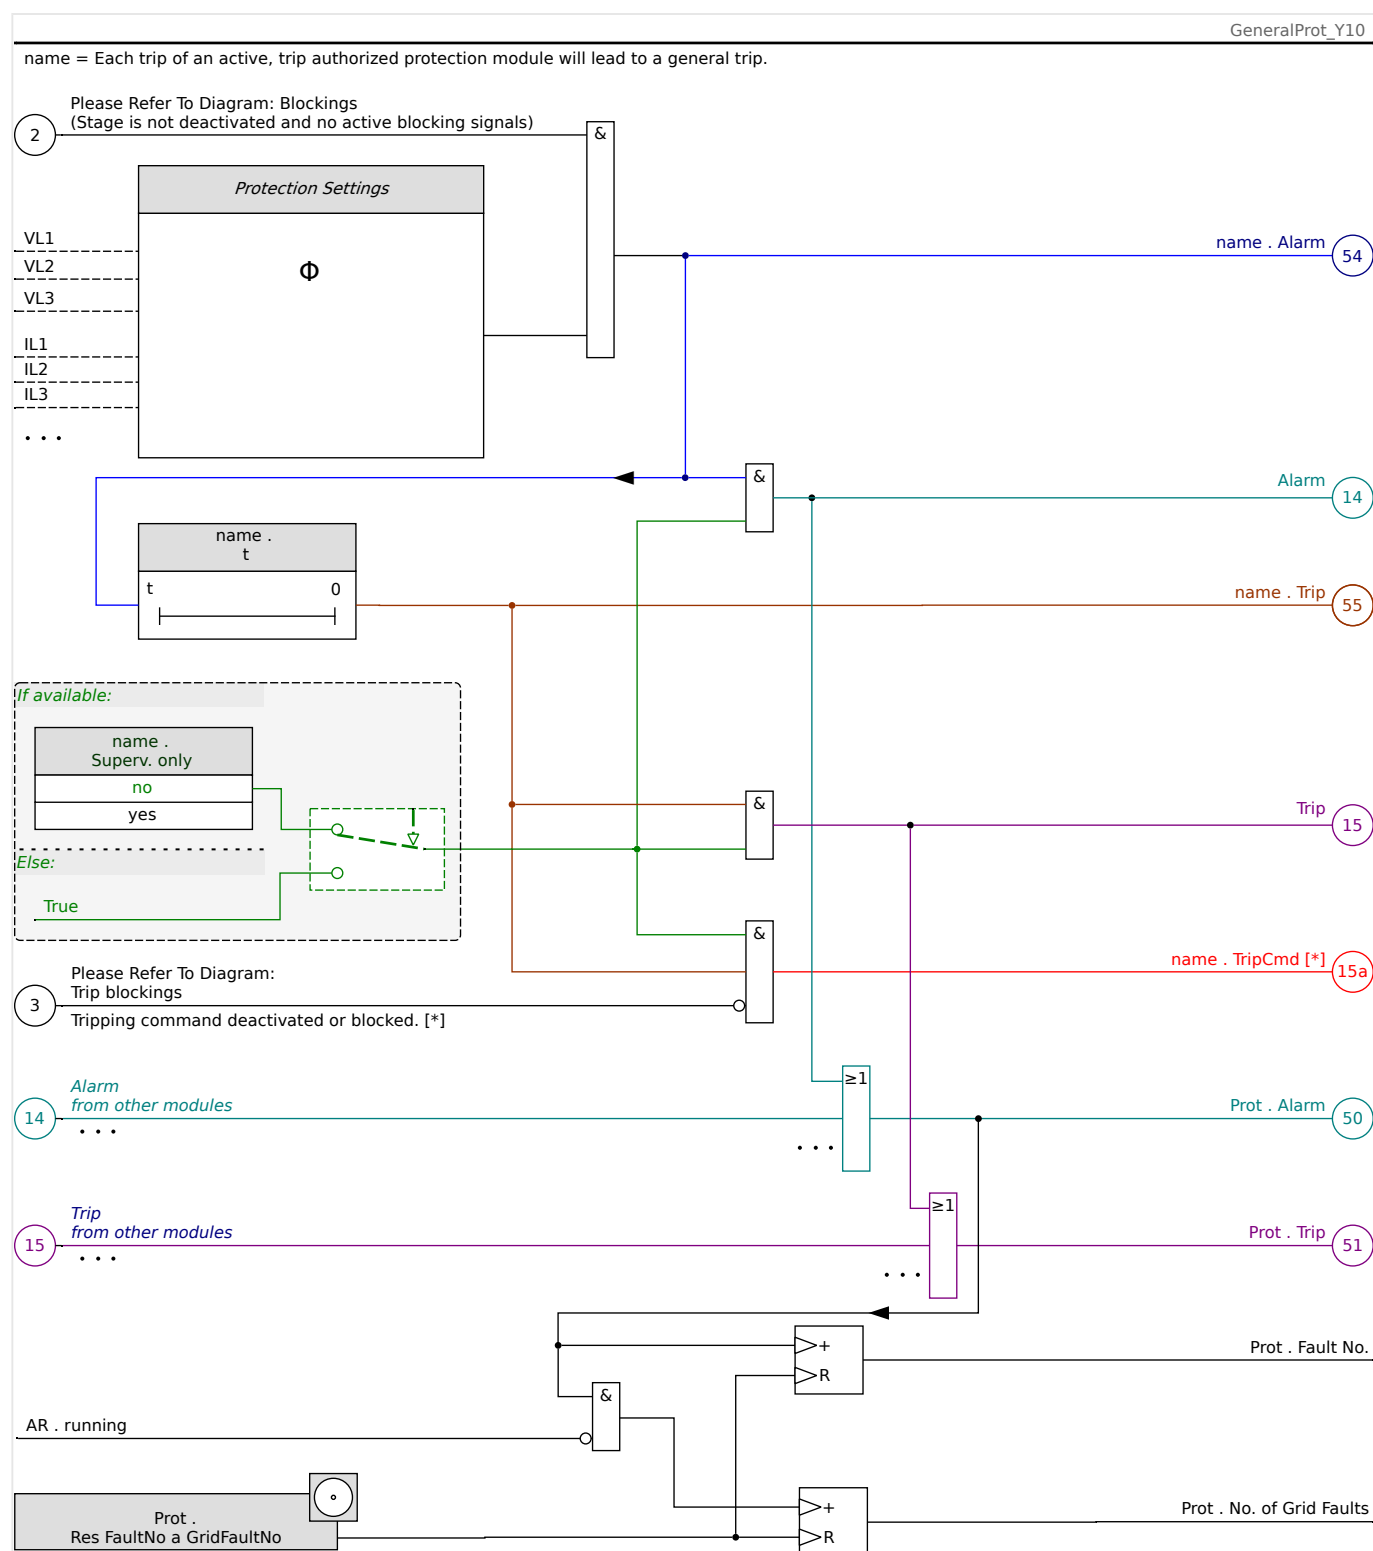 GeneralProt_Y10
name = Each trip of an active, trip authorized protection module will lead to a general trip.
Please Refer To Diagram: Blockings
(Stage is not deactivated and no active blocking signals)
2
&
Protection Settings
Φ
VL1
VL2
VL3
IL1
IL2
IL3
. . .
name . Alarm
54
&
Alarm
14
name .
t
t 0
name . Trip
55
If available:
name .
Superv. only
no
yes
Else:
True
&
Trip
15
&
name . TripCmd [*]
15a
Please Refer To Diagram:
Trip blockings
3
Tripping command deactivated or blocked. [*]
Alarm
from other modules
14
. . .
≥1
. . .
Prot . Alarm
50
Trip
from other modules
15
. . .
≥1
. . .
Prot . Trip
51
+
R
Prot . Fault No.
&
AR . running
Prot .
Res FaultNo a GridFaultNo
+
R
Prot . No. of Grid Faults